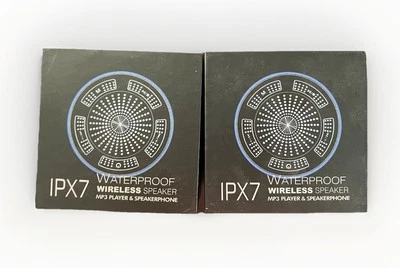 IPX7
WATERPROOF
WIRELESS SPEAKER
MP3 PLAYER & SPEAKERPHONE
IPX7
WATERPROOF
WIRELESS SPEAKER
MP3 PLAYER & SPEAKERPHONE